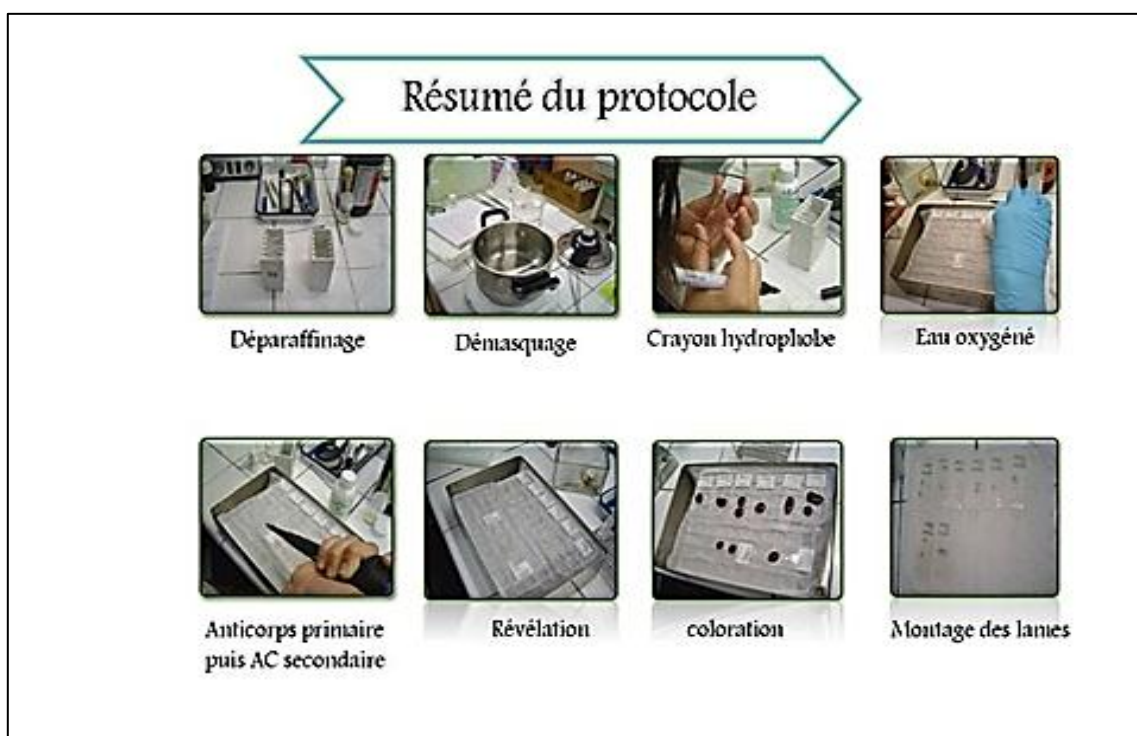 Résumé du protocole
Déparaffinage
Démasquage
Crayon hydrophobe
Eau oxygéné
Anticorps primaire
puis AC secondaire
Révélation
coloration
Montage des lames